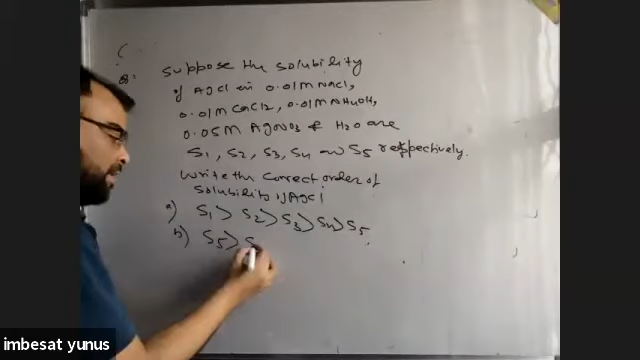 Q: Suppose the solubility
of AgCl in 0.01M NaCl,
0.01M CaCl2, 0.01M NH4OH,
0.05M AgNO3 & H2O are
S1, S2, S3, S4 and S5 respectively.
Write the correct order of
solubility of AgCl
a) S1 > S2 > S3 > S4 > S5
b) S5 > S
imbesat yunus